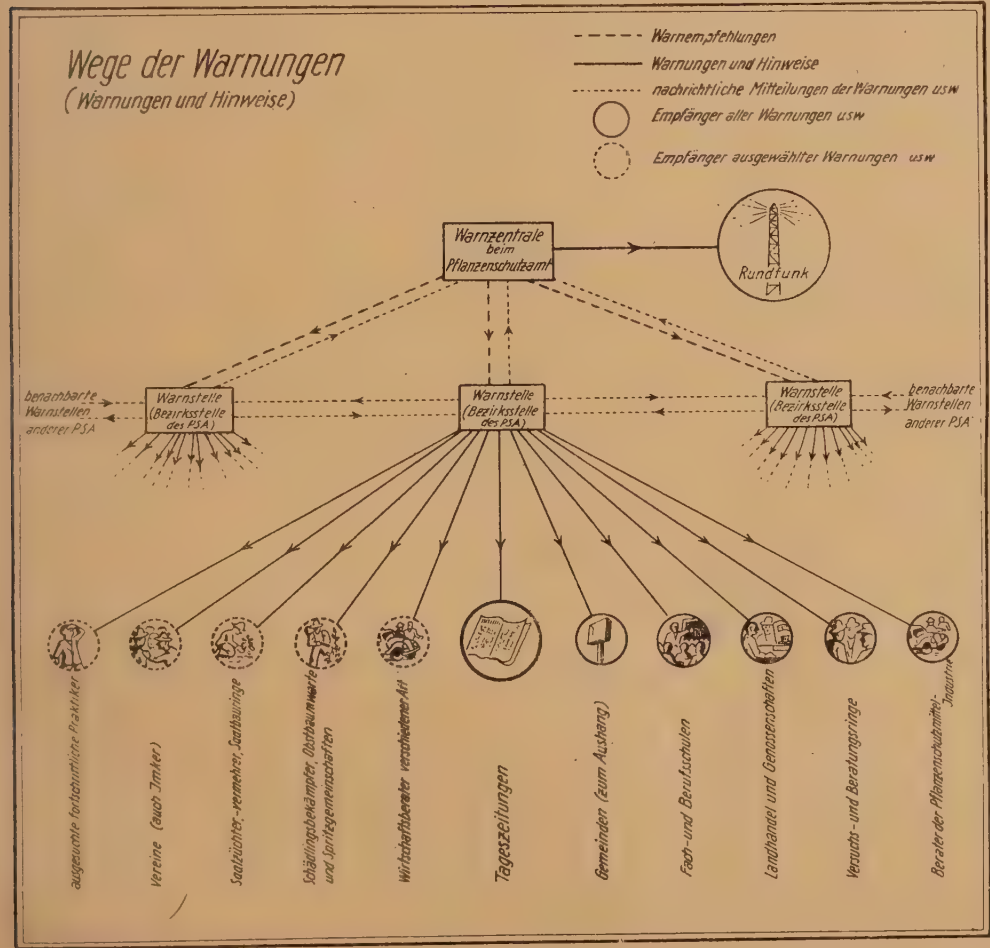 Wege der Warnungen
(Warnungen und Hinweise)
Warnempfehlungen
Warnungen und Hinweise
nachrichtliche Mitteilungen der Warnungen usw
Empfänger aller Warnungen usw
Empfänger ausgewählter Warnungen usw
Warnzentrale
beim
Pflanzenschutzamt
Rundfunk
benachbarte
Warnstellen
anderer PSA
Warnstelle
(Bezirksstelle
des PSA)
Warnstelle
(Bezirksstelle
des PSA)
Warnstelle
(Bezirksstelle
des PSA)
benachbarte
Warnstellen
anderer PSA
ausgesuchte fortschrittliche Praktiker
Vereine (auch Imker)
Saatzüchter,-vermehrer, Saatbauringe
Schädlingsbekämpfer, Obstbaumwarte
und Spritzgemeinschaften
Wirtschaftsberater verschiedener Art
Tageszeitungen
Gemeinden (zum Aushang)
Fach-und Berufsschulen
Landhandel und Genossenschaften
Versuchs-und Beratungsringe
Berater der Pflanzenschutzmittel-
Industrie